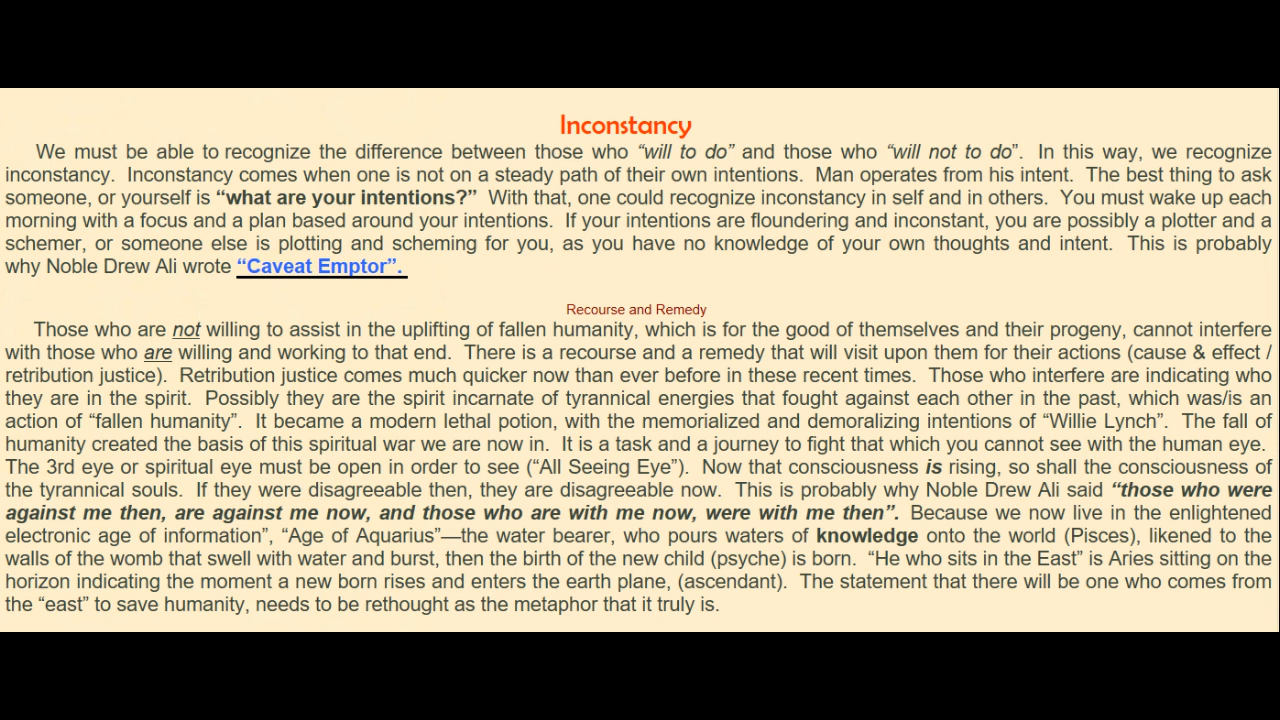 Inconstancy
We must be able to recognize the difference between those who “will to do” and those who “will not to do”. In this way, we recognize
inconstancy. Inconstancy comes when one is not on a steady path of their own intentions. Man operates from his intent. The best thing to ask
someone, or yourself is “what are your intentions?” With that, one could recognize inconstancy in self and in others. You must wake up each
morning with a focus and a plan based around your intentions. If your intentions are floundering and inconstant, you are possibly a plotter and a
schemer, or someone else is plotting and scheming for you, as you have no knowledge of your own thoughts and intent. This is probably
why Noble Drew Ali wrote “Caveat Emptor”.
Recourse and Remedy
Those who are not willing to assist in the uplifting of fallen humanity, which is for the good of themselves and their progeny, cannot interfere
with those who are willing and working to that end. There is a recourse and a remedy that will visit upon them for their actions (cause & effect /
retribution justice). Retribution justice comes much quicker now than ever before in these recent times. Those who interfere are indicating who
they are in the spirit. Possibly they are the spirit incarnate of tyrannical energies that fought against each other in the past, which was/is an
action of “fallen humanity”. It became a modern lethal potion, with the memorialized and demoralizing intentions of “Willie Lynch”. The fall of
humanity created the basis of this spiritual war we are now in. It is a task and a journey to fight that which you cannot see with the human eye.
The 3rd eye or spiritual eye must be open in order to see (“All Seeing Eye”). Now that consciousness is rising, so shall the consciousness of
the tyrannical souls. If they were disagreeable then, they are disagreeable now. This is probably why Noble Drew Ali said “those who were
against me then, are against me now, and those who are with me now, were with me then”. Because we now live in the enlightened
electronic age of information”, “Age of Aquarius”—the water bearer, who pours waters of knowledge onto the world (Pisces), likened to the
walls of the womb that swell with water and burst, then the birth of the new child (psyche) is born. “He who sits in the East” is Aries sitting on the
horizon indicating the moment a new born rises and enters the earth plane, (ascendant). The statement that there will be one who comes from
the “east” to save humanity, needs to be rethought as the metaphor that it truly is.